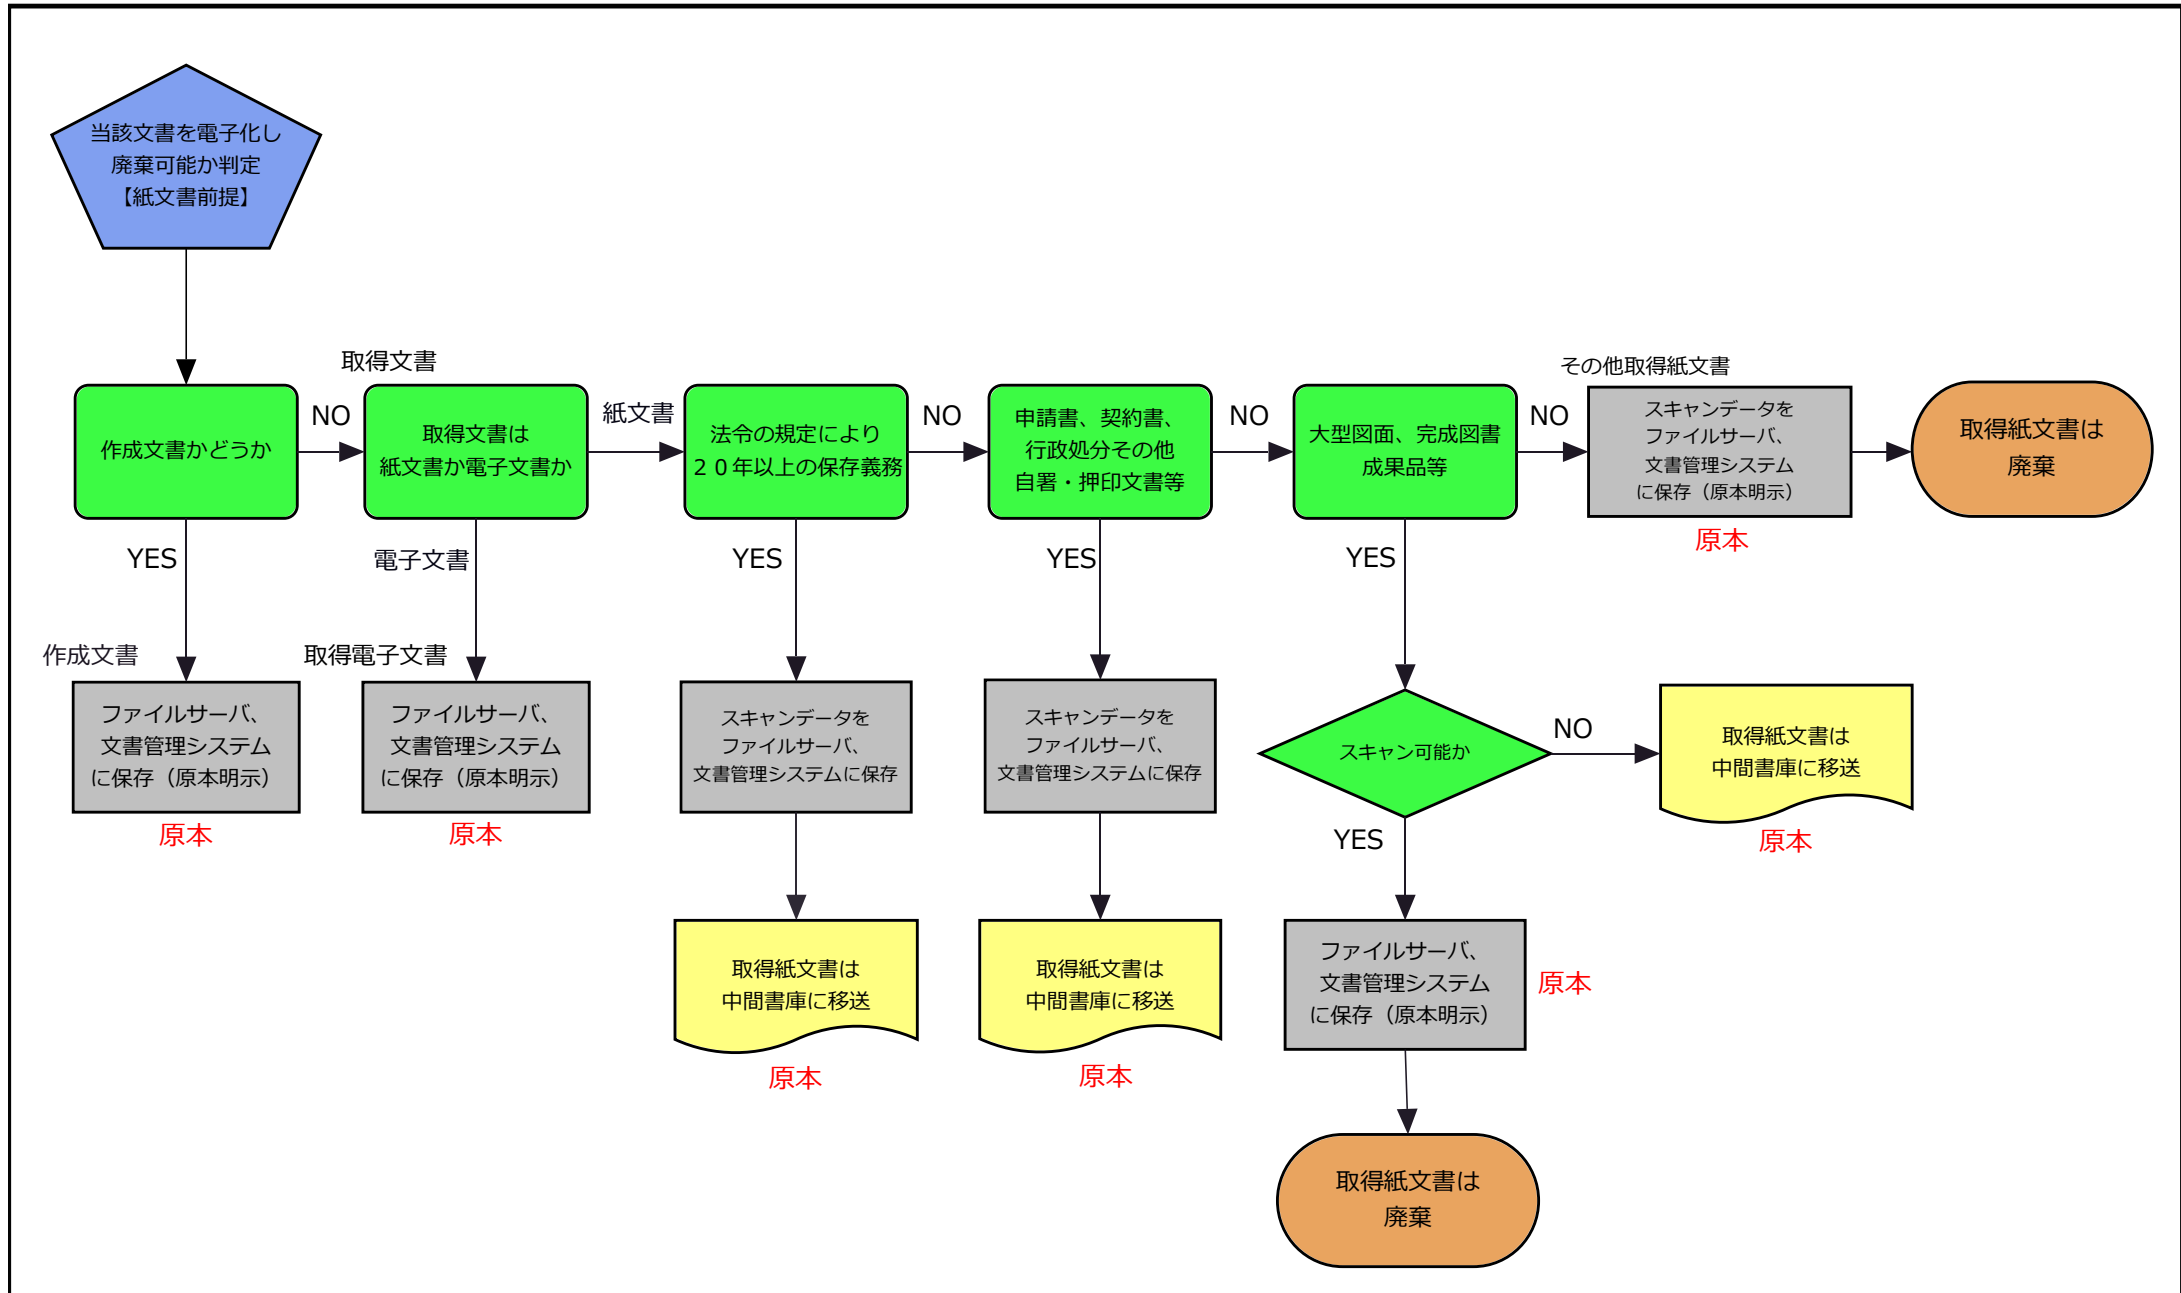 当該文書を電子化し
廃棄可能か判定
【紙文書前提】
取得文書
その他取得紙文書
作成文書かどうか
NO
取得文書は
紙文書か電子文書か
紙文書
法令の規定により
２０年以上の保存義務
NO
申請書、契約書、
行政処分その他
自署・押印文書等
NO
大型図面、完成図書
成果品等
NO
スキャンデータを
ファイルサーバ、
文書管理システム
に保存（原本明示）
原本
取得紙文書は
廃棄
YES
電子文書
YES
YES
YES
作成文書
ファイルサーバ、
文書管理システム
に保存（原本明示）
原本
取得電子文書
ファイルサーバ、
文書管理システム
に保存（原本明示）
原本
スキャンデータを
ファイルサーバ、
文書管理システムに保存
スキャンデータを
ファイルサーバ、
文書管理システムに保存
スキャン可能か
NO
取得紙文書は
中間書庫に移送
原本
YES
取得紙文書は
中間書庫に移送
原本
取得紙文書は
中間書庫に移送
原本
ファイルサーバ、
文書管理システム
に保存（原本明示）
原本
取得紙文書は
廃棄